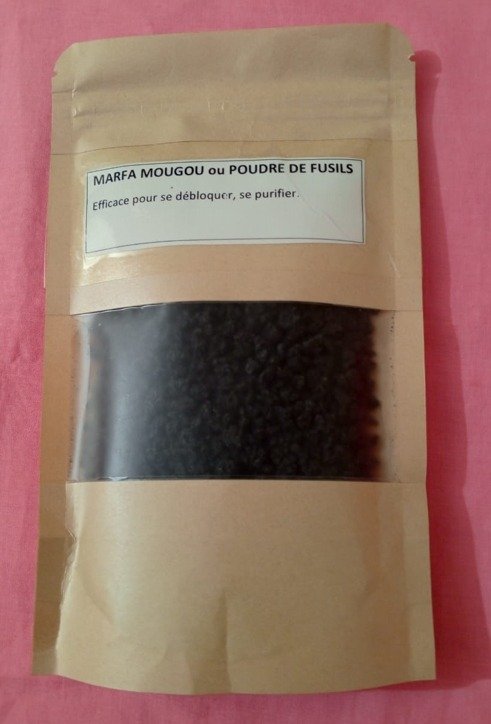 MARFA MOUGOU ou POUDRE DE FUSILS
Efficace pour se débloquer, se purifier.